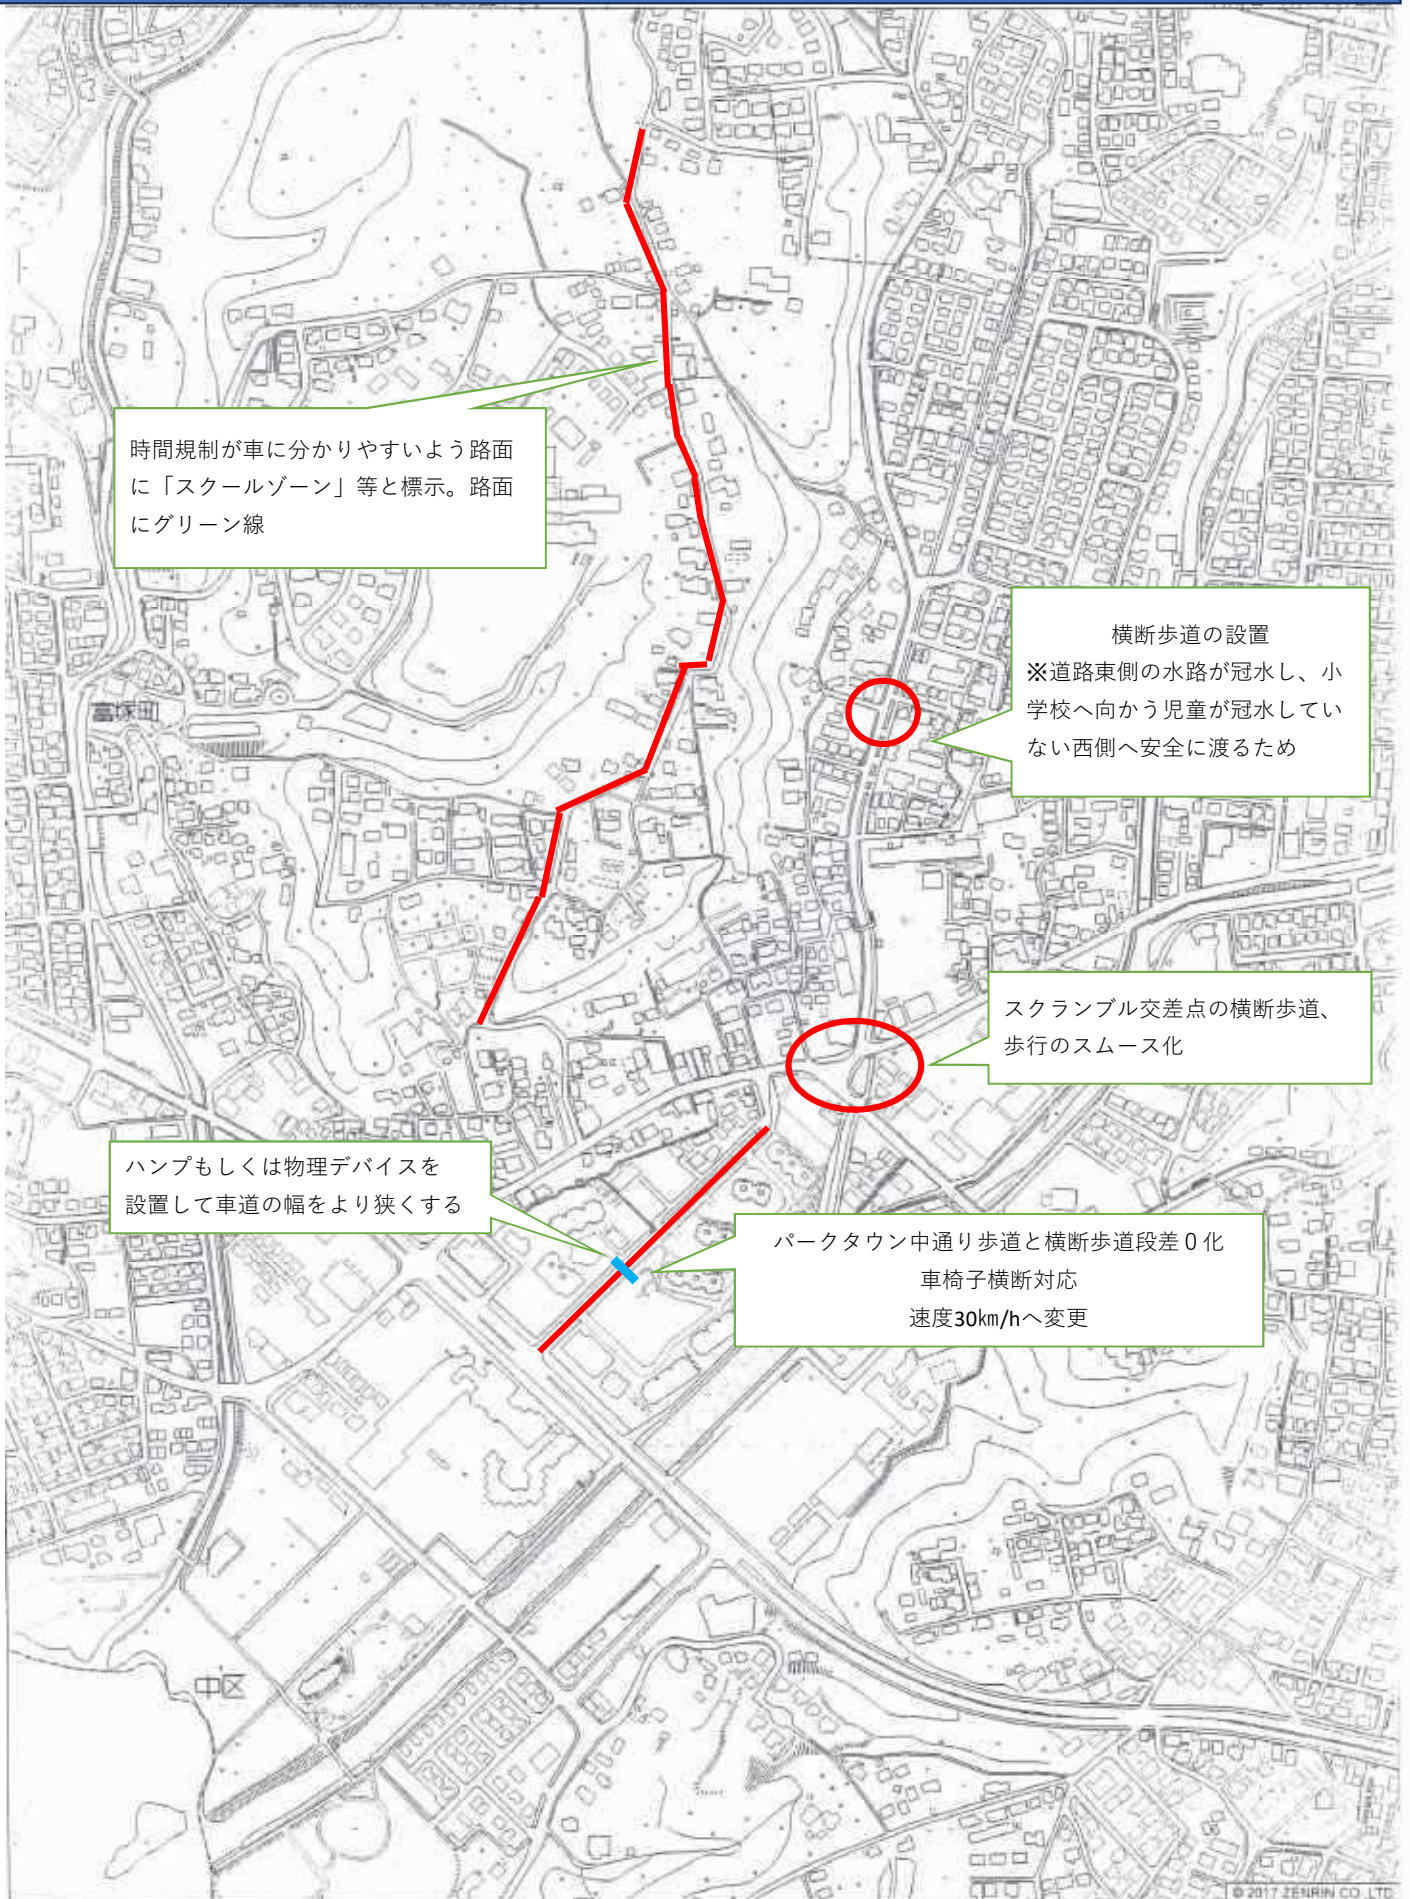 時間規制が車に分かりやすいよう路面
に「スクールゾーン」等と標示。路面
にグリーン線
横断歩道の設置
※道路東側の水路が冠水し、小
学校へ向かう児童が冠水してい
ない西側へ安全に渡るため
スクランブル交差点の横断歩道、
歩行のスムース化
ハンプもしくは物理デバイスを
設置して車道の幅をより狭くする
パークタウン中通り歩道と横断歩道段差０化
車椅子横断対応
速度30㎞/hへ変更
中区
© 2017 ZENRIN CO., LTD